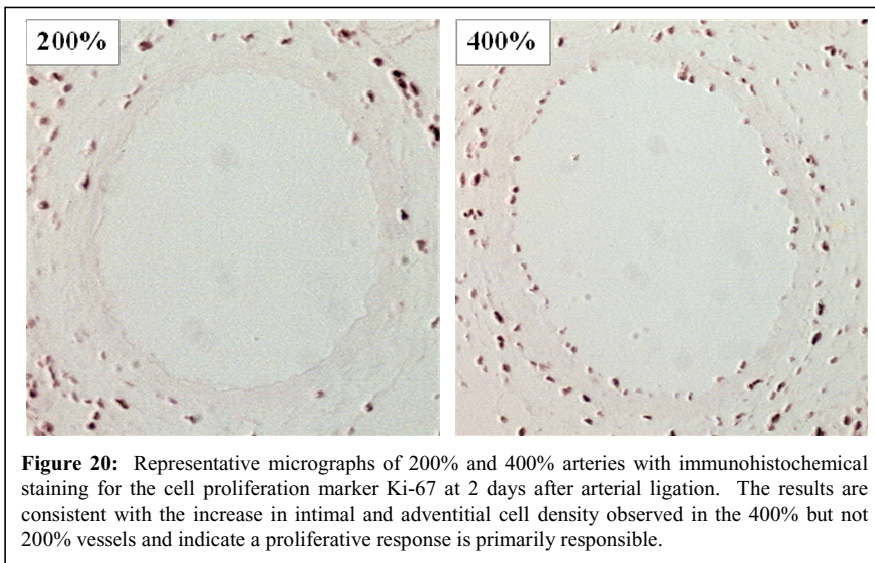 200%
400%
Figure 20: Representative micrographs of 200% and 400% arteries with immunohistochemical
staining for the cell proliferation marker Ki-67 at 2 days after arterial ligation. The results are
consistent with the increase in intimal and adventitial cell density observed in the 400% but not
200% vessels and indicate a proliferative response is primarily responsible.